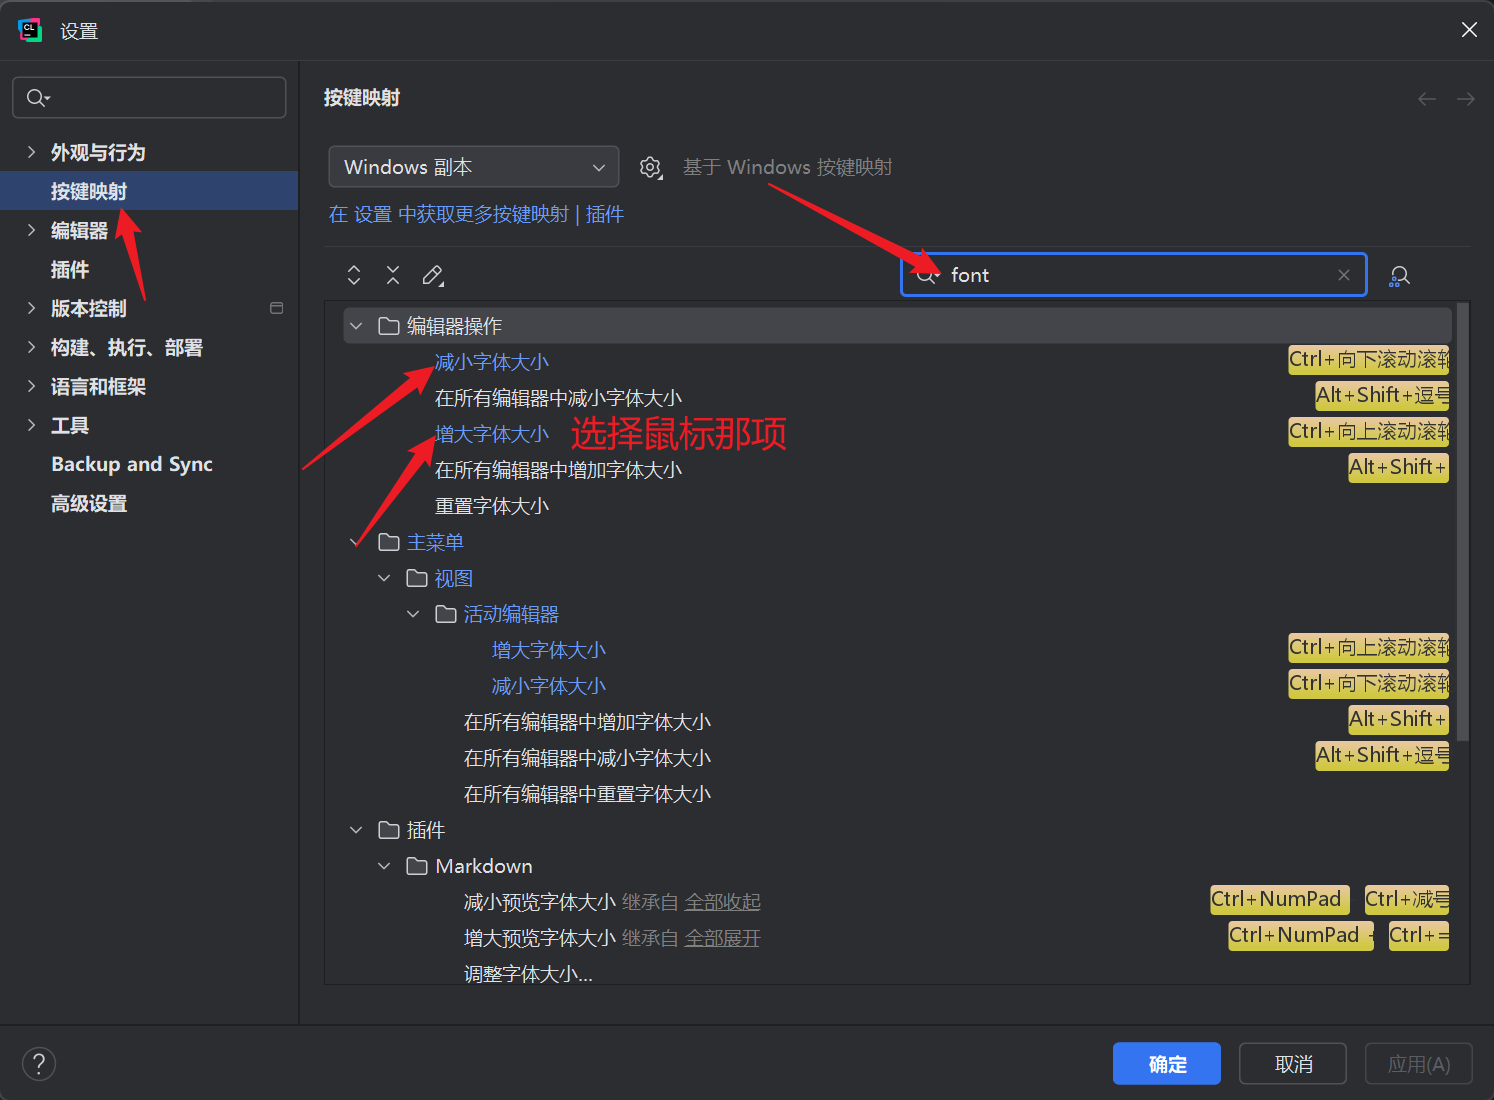 CL
设置
按键映射
外观与行为
按键映射
编辑器
插件
版本控制
构建、执行、部署
语言和框架
工具
Backup and Sync
高级设置
Windows 副本
基于 Windows 按键映射
在 设置 中获取更多按键映射 | 插件
font
编辑器操作
减小字体大小 Ctrl+向下滚动滚轮
在所有编辑器中减小字体大小 Alt+Shift+逗号
增大字体大小 选择鼠标那项 Ctrl+向上滚动滚轮
在所有编辑器中增加字体大小 Alt+Shift+
重置字体大小
主菜单
视图
活动编辑器
增大字体大小 Ctrl+向上滚动滚轮
减小字体大小 Ctrl+向下滚动滚轮
在所有编辑器中增加字体大小 Alt+Shift+
在所有编辑器中减小字体大小 Alt+Shift+逗号
在所有编辑器中重置字体大小
插件
Markdown
减小预览字体大小 继承自 全部收起 Ctrl+NumPad Ctrl+减号
增大预览字体大小 继承自 全部展开 Ctrl+NumPad + Ctrl+=
调整字体大小...
?
确定
取消
应用(A)